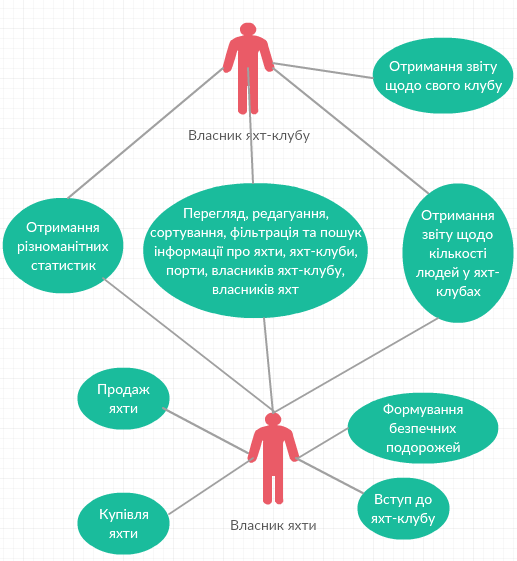 Отримання звіту
щодо свого клубу
Власник яхт-клубу
Отримання
різноманітних
статистик
Перегляд, редагуання,
сортування, фільтрація та пошук
інформації про яхти, яхт-клуби,
порти, власників яхт-клубу,
власників яхт
Отримання
звіту щодо
кількості
людей у яхт-
клубах
Продаж
яхти
Формування
безпечних
подорожей
Купівля
яхти
Власник яхти
Вступ до
яхт-клубу